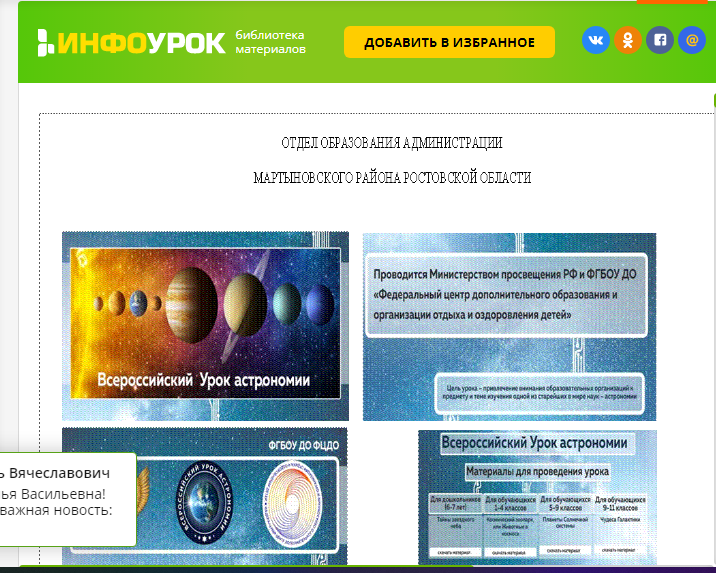 ИНФОУРОК
библиотека
материалов
ДОБАВИТЬ В ИЗБРАННОЕ
ОТДЕЛ ОБРАЗОВАНИЯ АДМИНИСТРАЦИИ
МАРТЫНОВСКОГО РАЙОНА РОСТОВСКОЙ ОБЛАСТИ
Всероссийский Урок астрономии
Проводится Министерством просвещения РФ и ФГБОУ ДО
«Федеральный центр дополнительного образования и
организации отдыха и оздоровления детей»
Цель урока – привлечение внимания образовательных организаций к
предмету и теме изучения одной из старейших в мире наук – астрономии
ФГБОУ ДО ФЦДО
ВСЕРОССИЙСКИЙ УРОК АСТРОНОМИИ
ь Вячеславович
ья Васильевна!
важная новость:
Всероссийский Урок астрономии
Материалы для проведения урока
Для дошкольников (6-7 лет)
Для обучающихся 1-4 классов
Для обучающихся 5-9 классов
Для обучающихся 9-11 классов
Тайны звездного неба
Космический зоопарк, или Животные в космосе
Планеты Солнечной системы
Чудеса Галактики
скачать материал
скачать материал
скачать материал
скачать материал